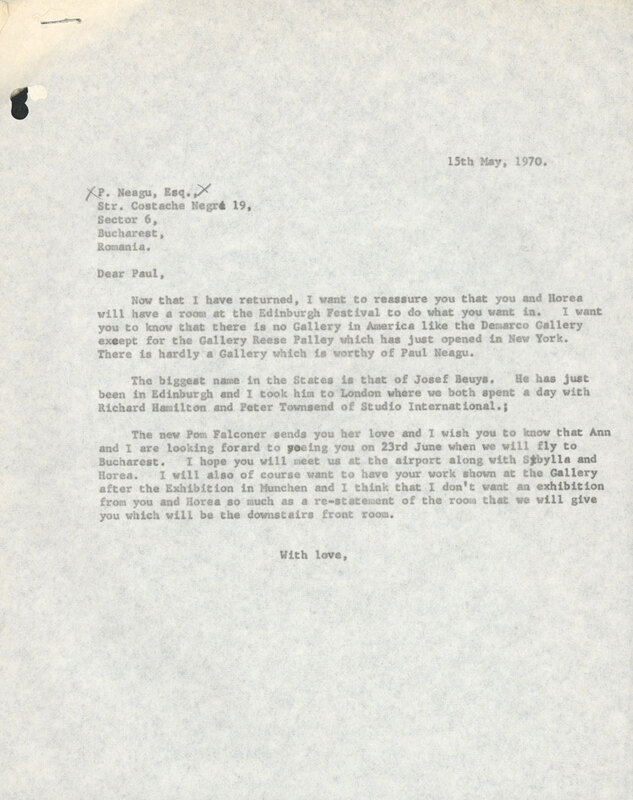 15th May, 1970.
P. Neagu, Esq.,
Str. Costache Negri 19,
Sector 6,
Bucharest,
Romania.
Dear Paul,
Now that I have returned, I want to reassure you that you and Horea
will have a room at the Edinburgh Festival to do what you want in. I want
you to know that there is no Gallery in America like the Demarco Gallery
except for the Gallery Reese Palley which has just opened in New York.
There is hardly a Gallery which is worthy of Paul Neagu.
The biggest name in the States is that of Josef Beuys. He has just
been in Edinburgh and I took him to London where we both spent a day with
Richard Hamilton and Peter Townsend of Studio International.;
The new Pom Falconer sends you her love and I wish you to know that Ann
and I are looking forard to seeing you on 23rd June when we will fly to
Bucharest. I hope you will meet us at the airport along with Sybylla and
Horea. I will also of course want to have your work shown at the Gallery
after the Exhibition in Munchen and I think that I don't want an exhibition
from you and Horea so much as a re-statement of the room that we will give
you which will be the downstairs front room.
With love,